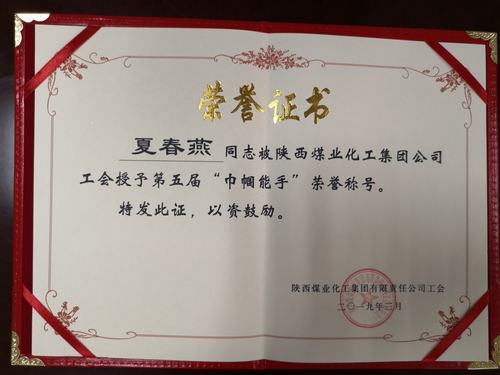 荣誉证书
夏春燕 同志被陕西煤业化工集团公司
工会授予第五届“巾帼能手”荣誉称号。
特发此证，以资鼓励。
陕西煤业化工集团有限责任公司工会
二〇一九年三月